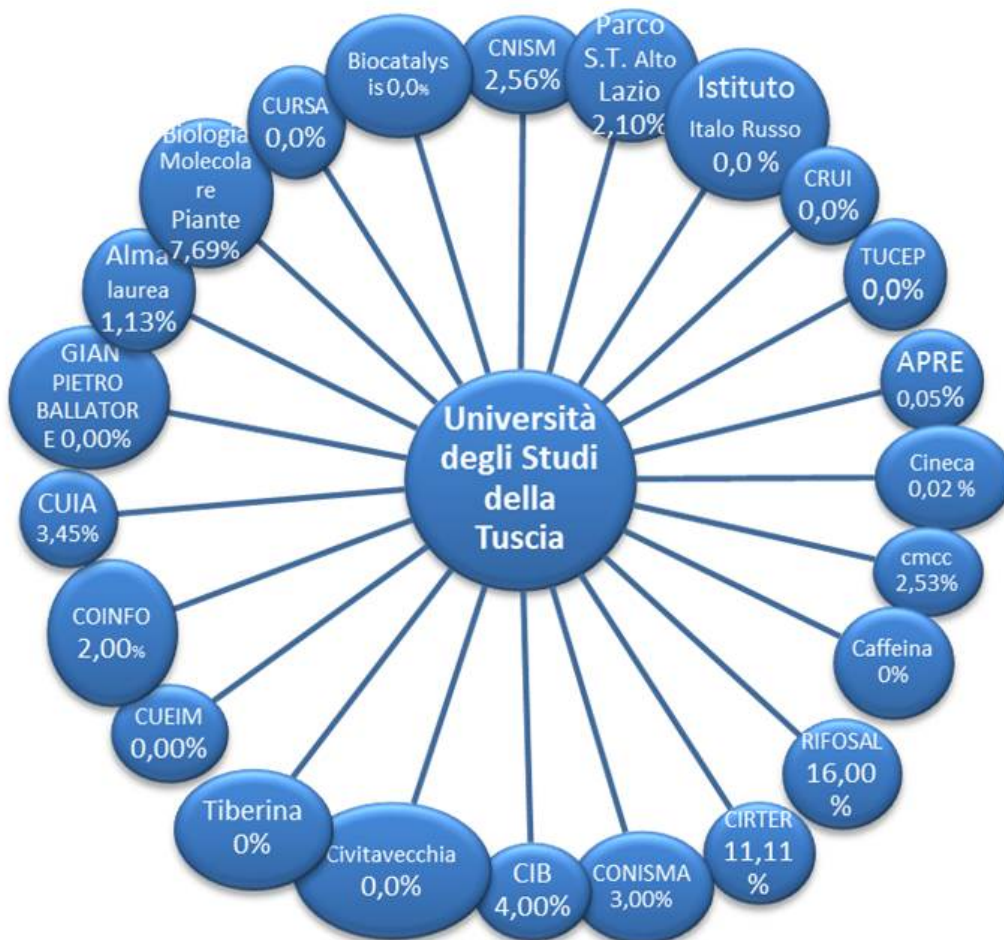 Università
degli Studi
della
Tuscia
CNISM
2,56%
Parco
S.T. Alto
Lazio
2,10%
Istituto
Italo Russo
0,0 %
CRUI
0,0%
TUCEP
0,0%
APRE
0,05%
Cineca
0,02 %
cmcc
2,53%
Caffeina
0%
RIFOSAL
16,00
%
CIRTER
11,11
%
CONISMA
3,00%
CIB
4,00%
Civitavecchia
0,0%
Tiberina
0%
CUEIM
0,00%
COINFO
2,00%
CUIA
3,45%
GIAN
PIETRO
BALLATOR
E 0,00%
Alma
laurea
1,13%
Biologia
Molecola
re
Piante
7,69%
CURSA
0,0%
Biocatalys
is 0,0%